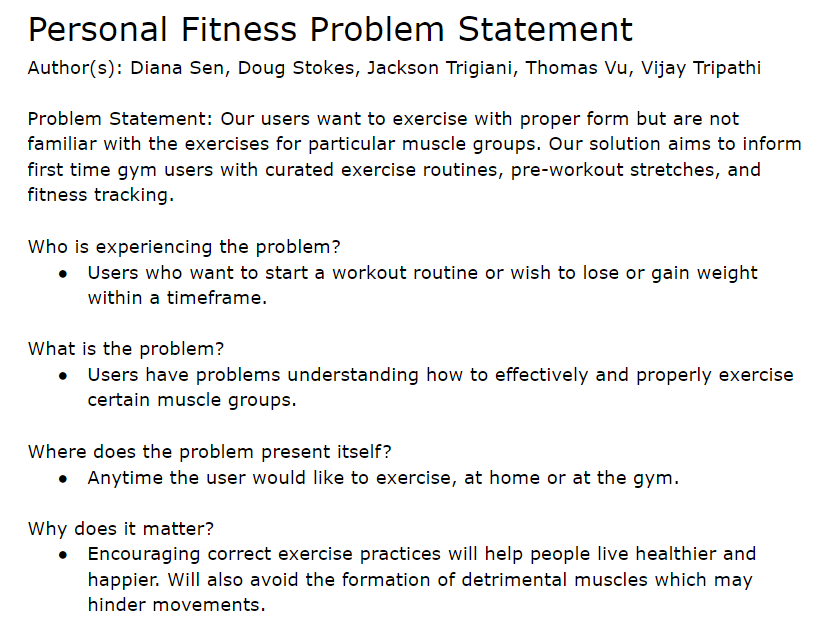 Personal Fitness Problem Statement
Author(s): Diana Sen, Doug Stokes, Jackson Trigiani, Thomas Vu, Vijay Tripathi
Problem Statement: Our users want to exercise with proper form but are not
familiar with the exercises for particular muscle groups. Our solution aims to inform
first time gym users with curated exercise routines, pre-workout stretches, and
fitness tracking.
Who is experiencing the problem?
● Users who want to start a workout routine or wish to lose or gain weight
within a timeframe.
What is the problem?
● Users have problems understanding how to effectively and properly exercise
certain muscle groups.
Where does the problem present itself?
● Anytime the user would like to exercise, at home or at the gym.
Why does it matter?
● Encouraging correct exercise practices will help people live healthier and
happier. Will also avoid the formation of detrimental muscles which may
hinder movements.